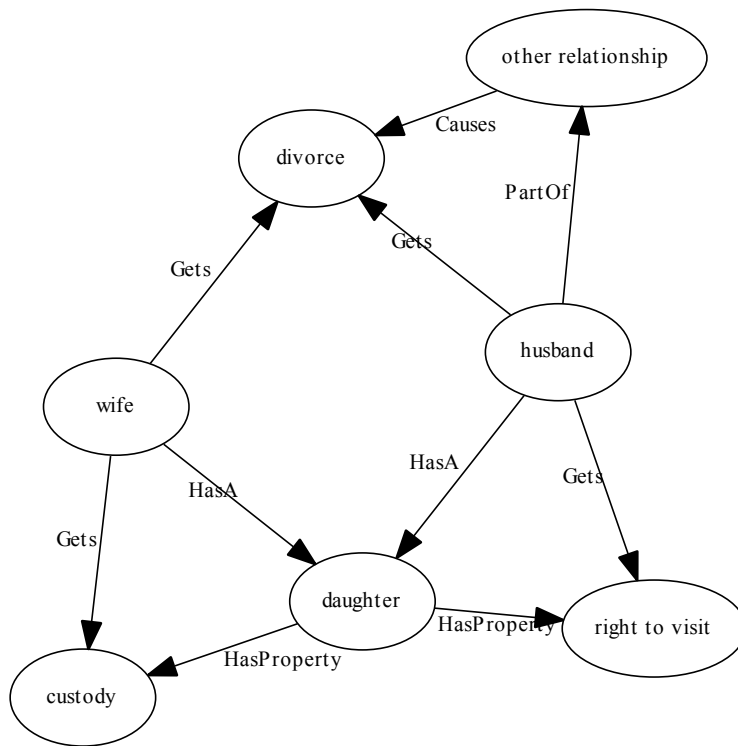 other relationship
Causes
divorce
PartOf
Gets
Gets
husband
wife
HasA
HasA
Gets
Gets
daughter
HasProperty
right to visit
HasProperty
custody